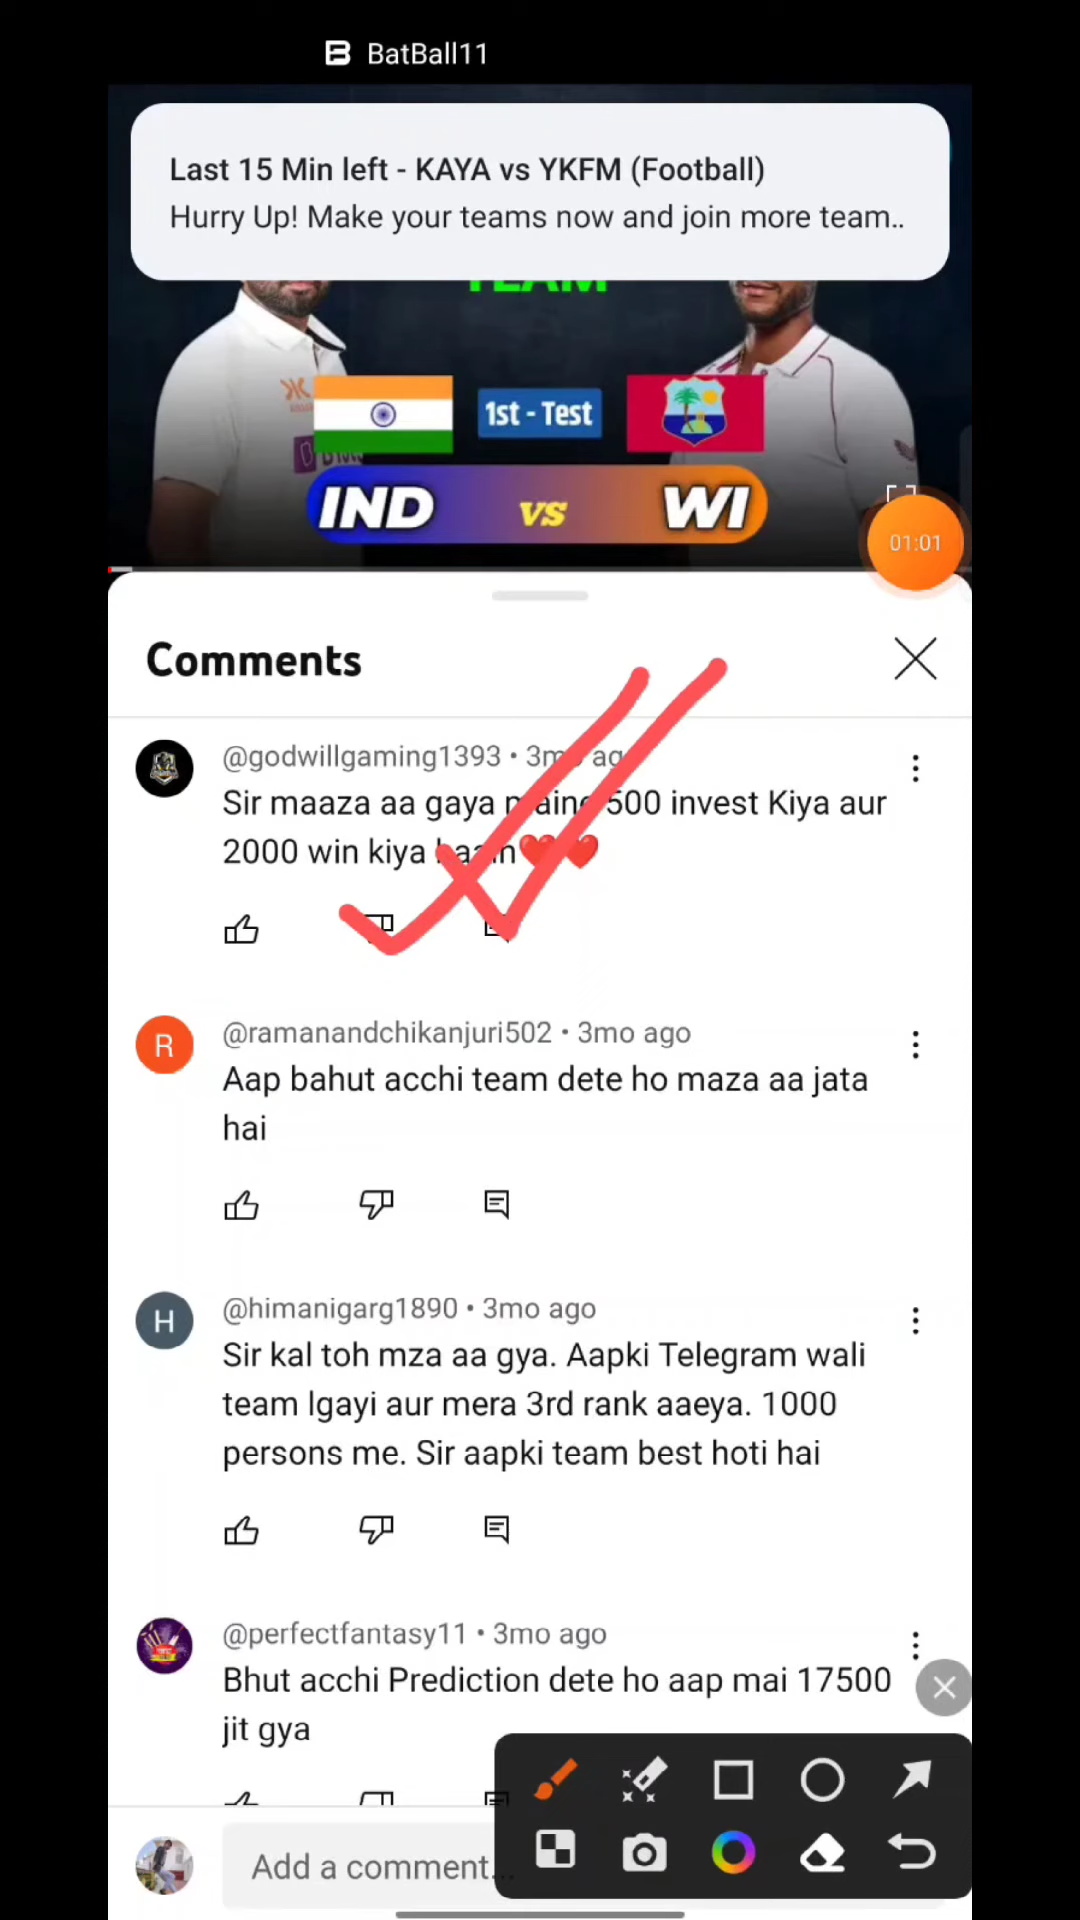 BatBall11
Last 15 Min left - KAYA vs YKFM (Football)
Hurry Up! Make your teams now and join more team..
TEAM
1st - Test
IND vs WI
01:01
Comments
@godwillgaming1393 • 3mo ago
Sir maaza aa gaya maine 500 invest Kiya aur
2000 win kiya haain❤️❤️
R
@ramanandchikanjuri502 • 3mo ago
Aap bahut acchi team dete ho maza aa jata
hai
H
@himanigarg1890 • 3mo ago
Sir kal toh mza aa gya. Aapki Telegram wali
team lgayi aur mera 3rd rank aaeya. 1000
persons me. Sir aapki team best hoti hai
@perfectfantasy11 • 3mo ago
Bhut acchi Prediction dete ho aap mai 17500
jit gya
Add a comment...